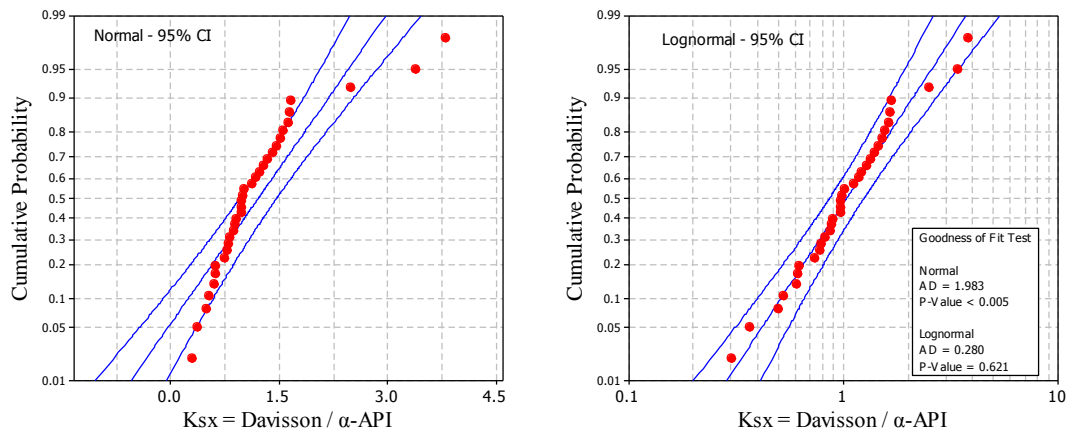 Normal - 95% CI
Cumulative Probability
0.99
0.95
0.9
0.8
0.7
0.6
0.5
0.4
0.3
0.2
0.1
0.05
0.01
0.0
1.5
3.0
4.5
Ksx = Davisson / α-API
Lognormal - 95% CI
Cumulative Probability
0.99
0.95
0.9
0.8
0.7
0.6
0.5
0.4
0.3
0.2
0.1
0.05
0.01
0.1
1
10
Ksx = Davisson / α-API
Goodness of Fit Test
Normal
AD = 1.983
P-Value < 0.005
Lognormal
AD = 0.280
P-Value = 0.621